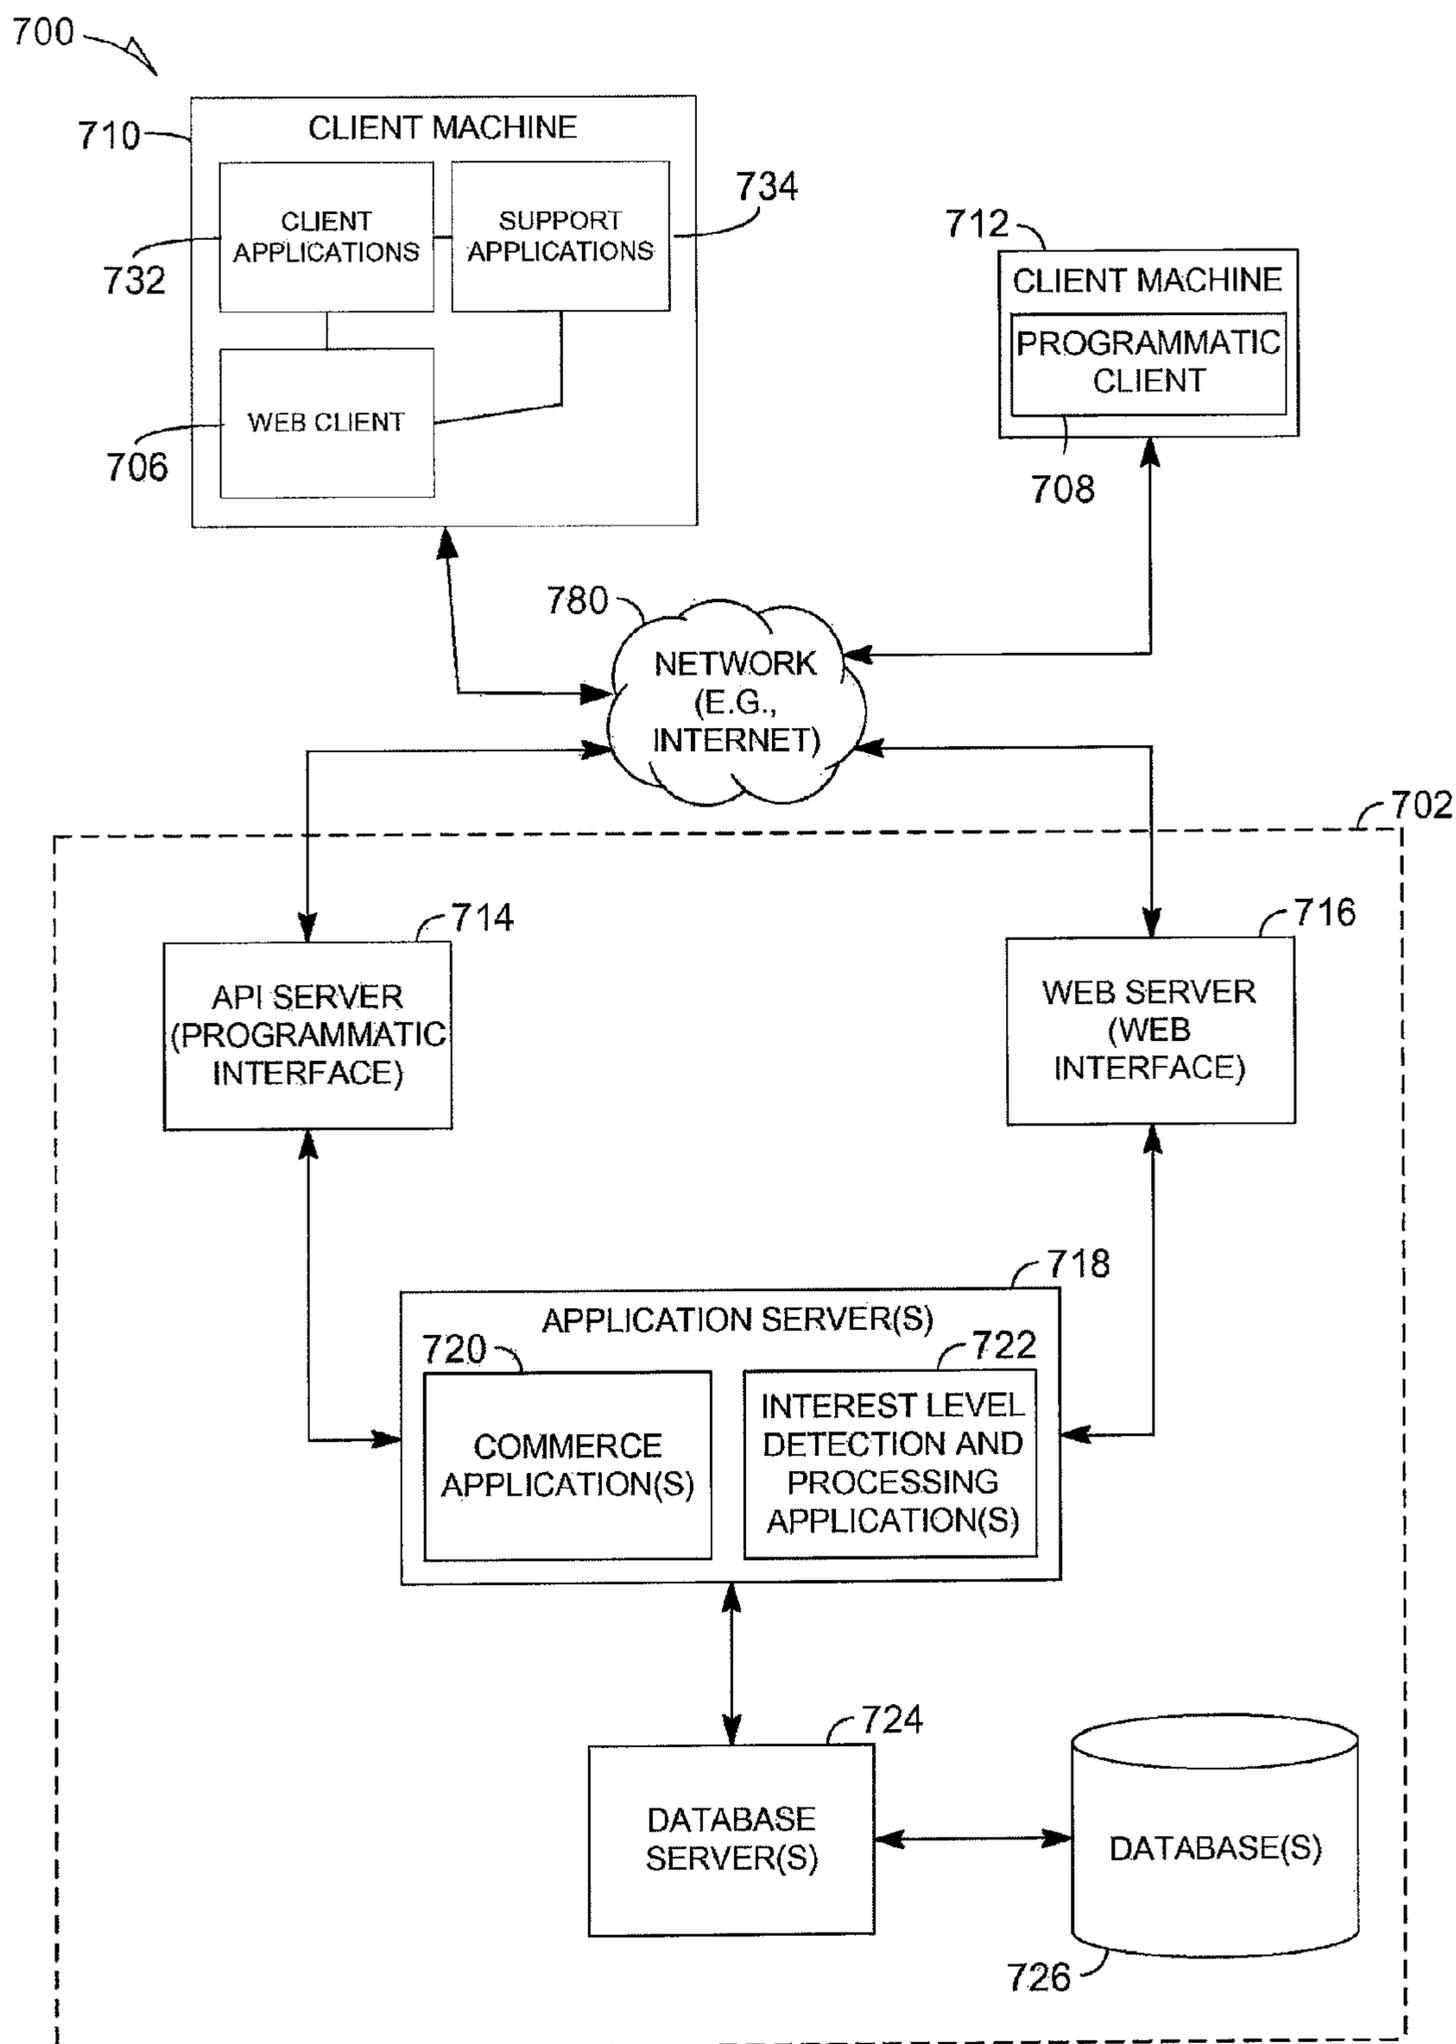 700
710
CLIENT MACHINE
CLIENT
APPLICATIONS
732
SUPPORT
APPLICATIONS
734
WEB CLIENT
706
712
CLIENT MACHINE
PROGRAMMATIC
CLIENT
708
780
NETWORK
(E.G.,
INTERNET)
702
714
API SERVER
(PROGRAMMATIC
INTERFACE)
716
WEB SERVER
(WEB
INTERFACE)
718
APPLICATION SERVER(S)
720
COMMERCE
APPLICATION(S)
722
INTEREST LEVEL
DETECTION AND
PROCESSING
APPLICATION(S)
724
DATABASE
SERVER(S)
DATABASE(S)
726